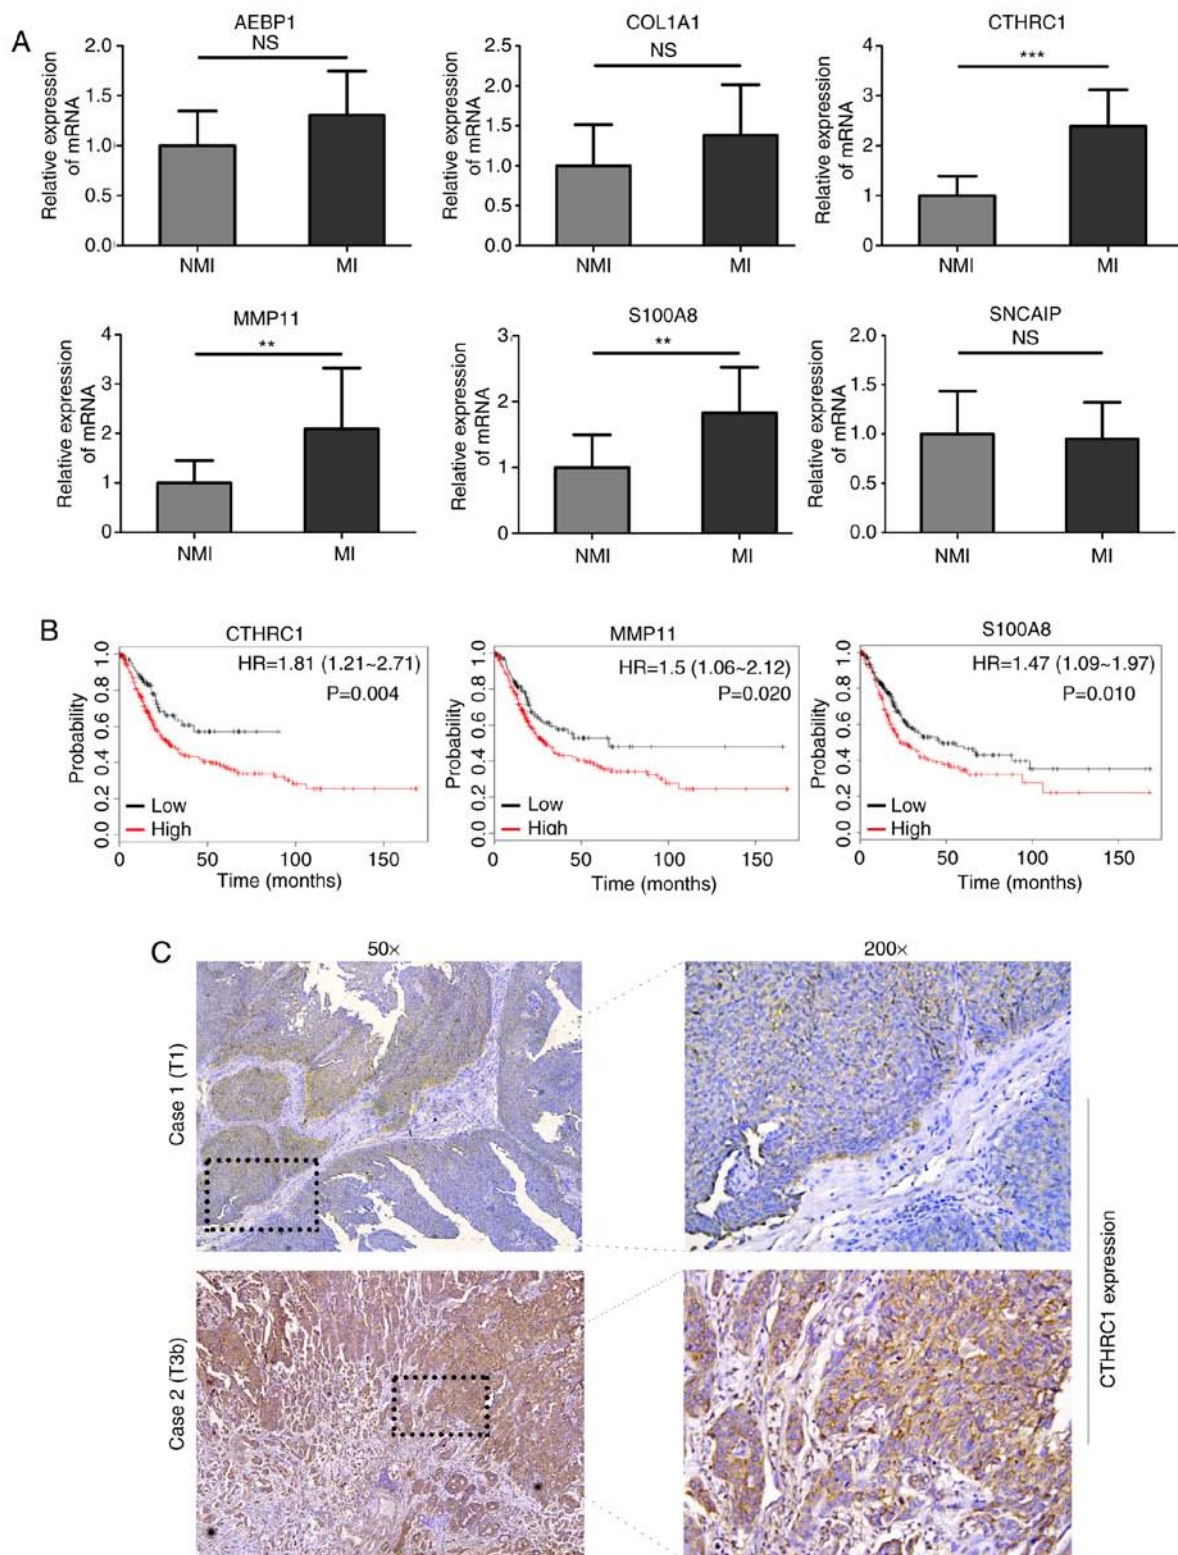 A
AEBP1
NS
Relative expression
of mRNA
2.0
1.5
1.0
0.5
0.0
NMI
MI
COL1A1
NS
Relative expression
of mRNA
2.5
2.0
1.5
1.0
0.5
0.0
NMI
MI
CTHRC1
***
Relative expression
of mRNA
4
3
2
1
0
NMI
MI
MMP11
**
Relative expression
of mRNA
4
3
2
1
0
NMI
MI
S100A8
**
Relative expression
of mRNA
3
2
1
0
NMI
MI
SNCAIP
NS
Relative expression
of mRNA
2.0
1.5
1.0
0.5
0.0
NMI
MI
B
CTHRC1
HR=1.81 (1.21~2.71)
P=0.004
Probability
1.0
0.8
0.6
0.4
0.2
0.0
Low
High
0 50 100 150
Time (months)
MMP11
HR=1.5 (1.06~2.12)
P=0.020
Probability
1.0
0.8
0.6
0.4
0.2
0.0
Low
High
0 50 100 150
Time (months)
S100A8
HR=1.47 (1.09~1.97)
P=0.010
Probability
1.0
0.8
0.6
0.4
0.2
0.0
Low
High
0 50 100 150
Time (months)
C
50×
200×
Case 1 (T1)
Case 2 (T3b)
CTHRC1 expression